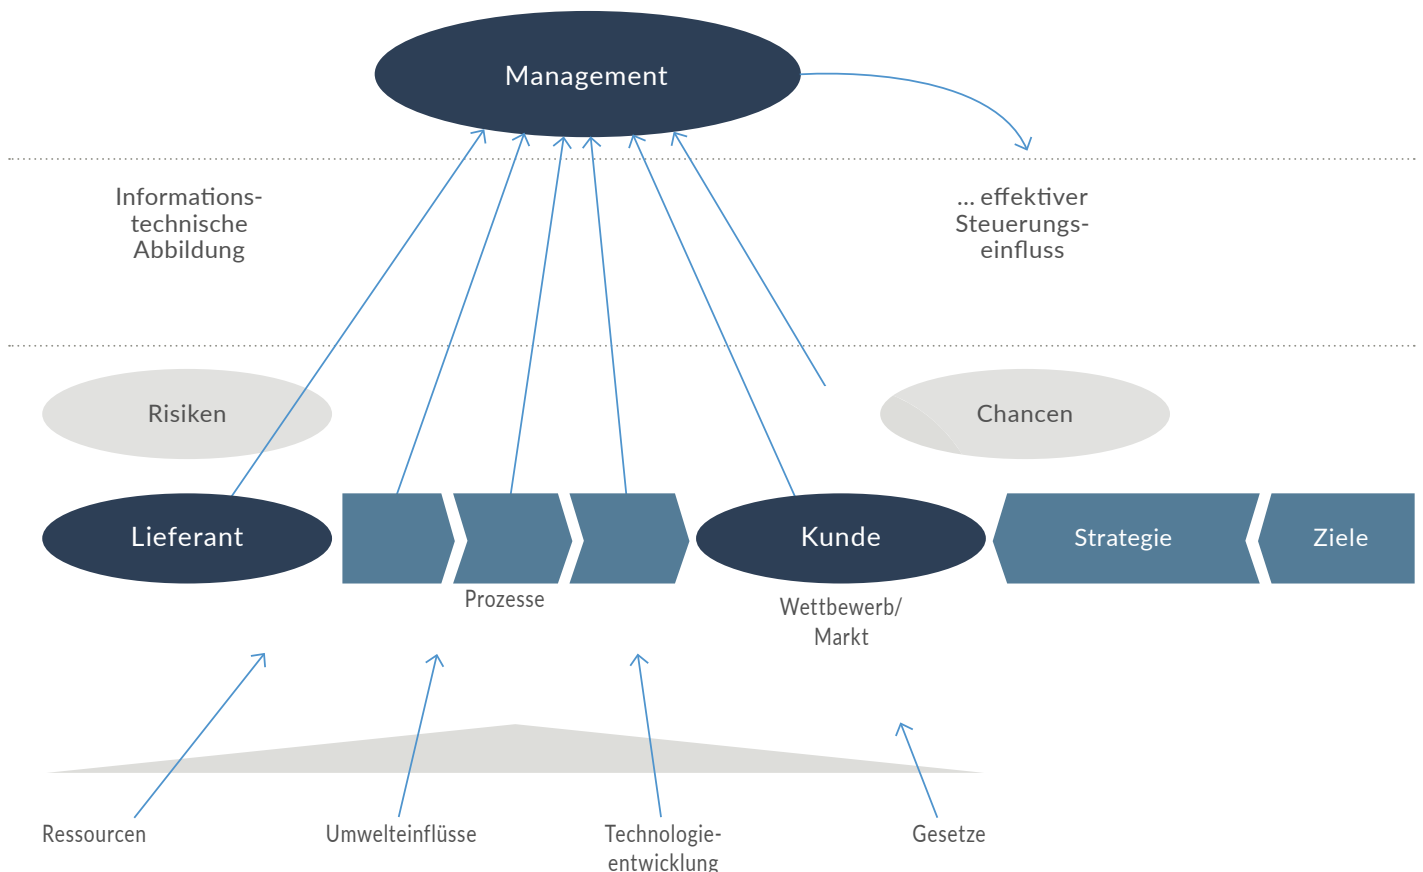 Management
Informations-
technische
Abbildung
... effektiver
Steuerungs-
einfluss
Risiken
Chancen
Lieferant
Kunde
Strategie
Ziele
Prozesse
Wettbewerb/
Markt
Ressourcen
Umwelteinflüsse
Technologie-
entwicklung
Gesetze